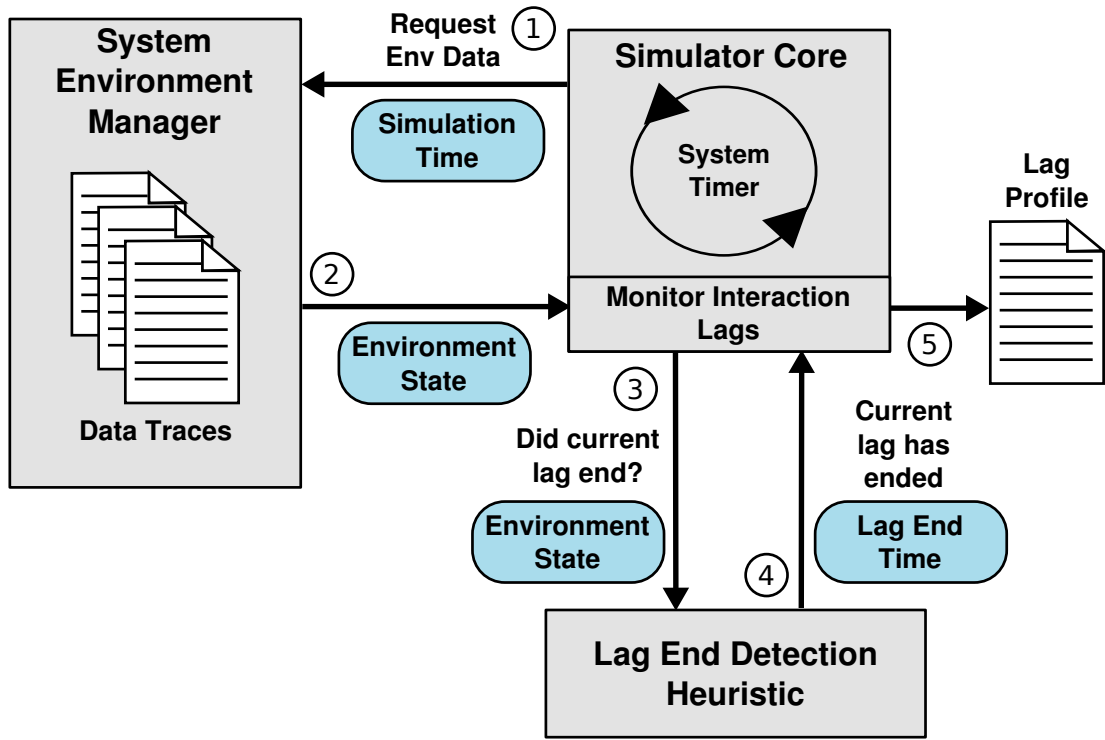 System
Environment
Manager
Data Traces
Request
Env Data
1
Simulation
Time
2
Environment
State
Simulator Core
System
Timer
Monitor Interaction
Lags
3
Did current
lag end?
Environment
State
4
Current
lag has
ended
Lag End
Time
5
Lag
Profile
Lag End Detection
Heuristic